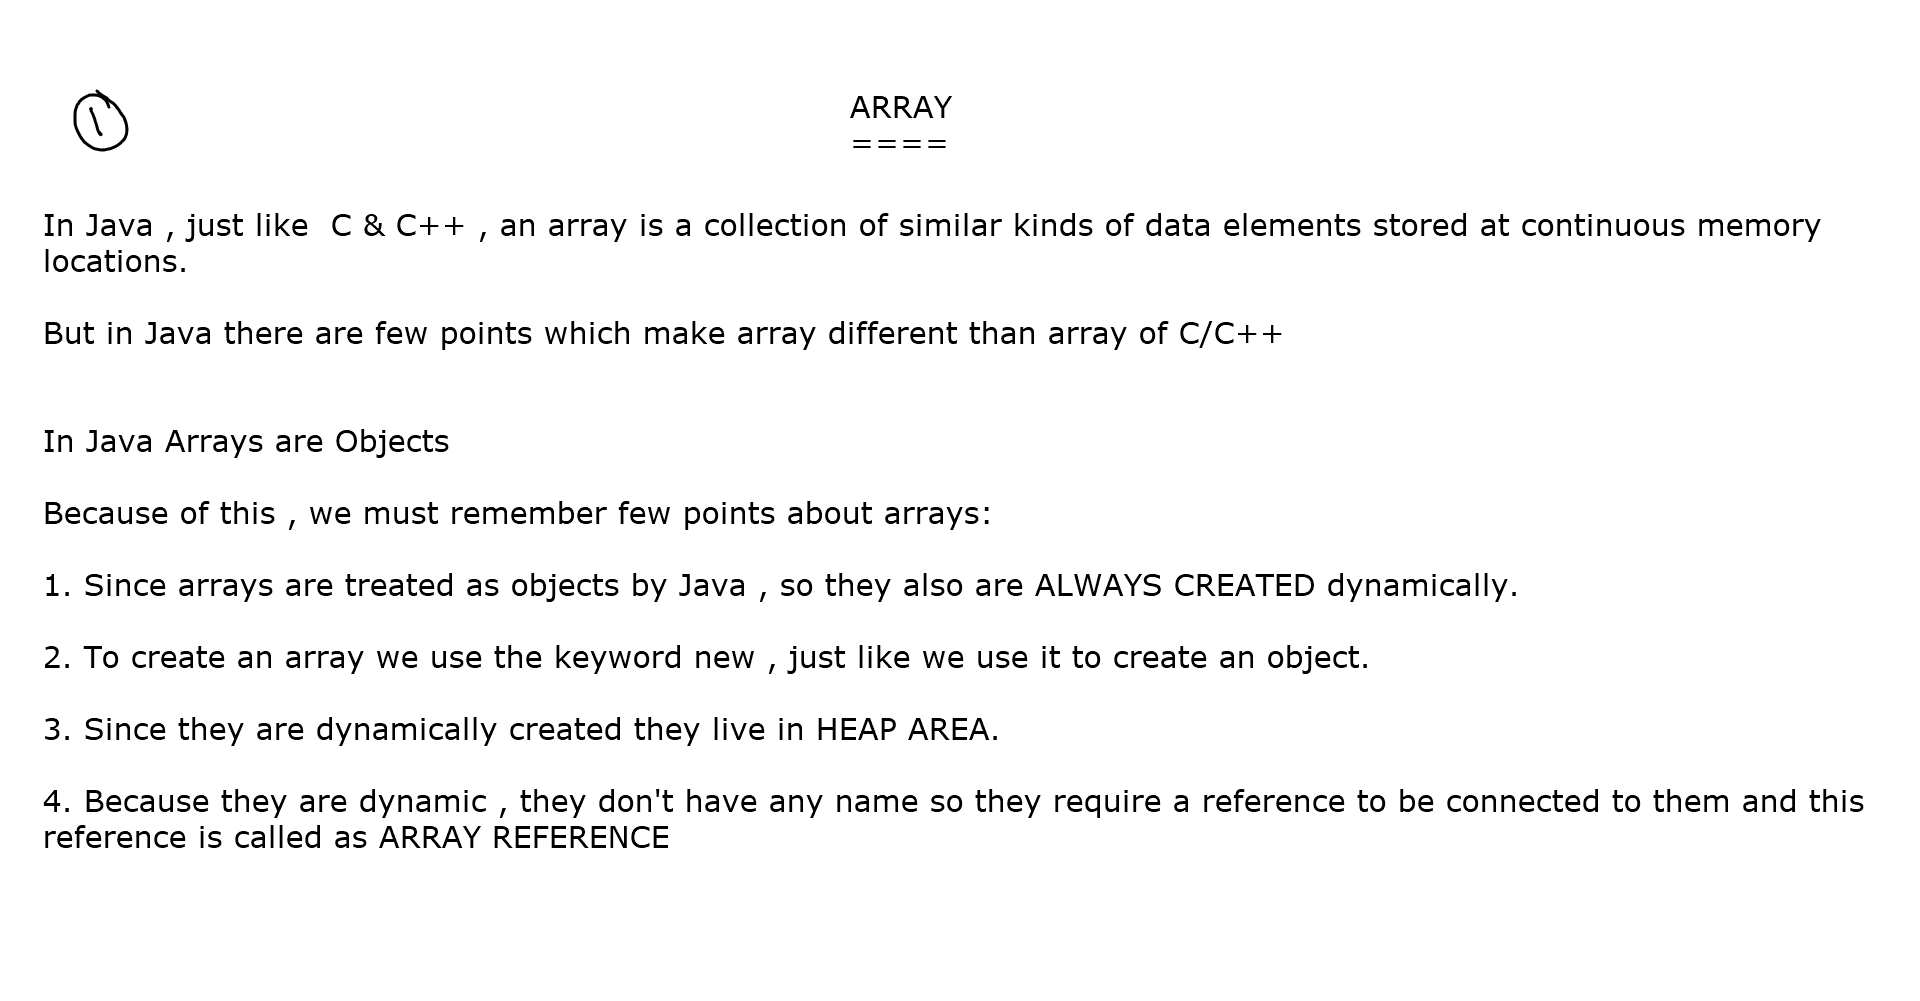 1
ARRAY
====
In Java , just like  C & C++ , an array is a collection of similar kinds of data elements stored at continuous memory
locations.
But in Java there are few points which make array different than array of C/C++
In Java Arrays are Objects
Because of this , we must remember few points about arrays:
1. Since arrays are treated as objects by Java , so they also are ALWAYS CREATED dynamically.
2. To create an array we use the keyword new , just like we use it to create an object.
3. Since they are dynamically created they live in HEAP AREA.
4. Because they are dynamic , they don't have any name so they require a reference to be connected to them and this
reference is called as ARRAY REFERENCE